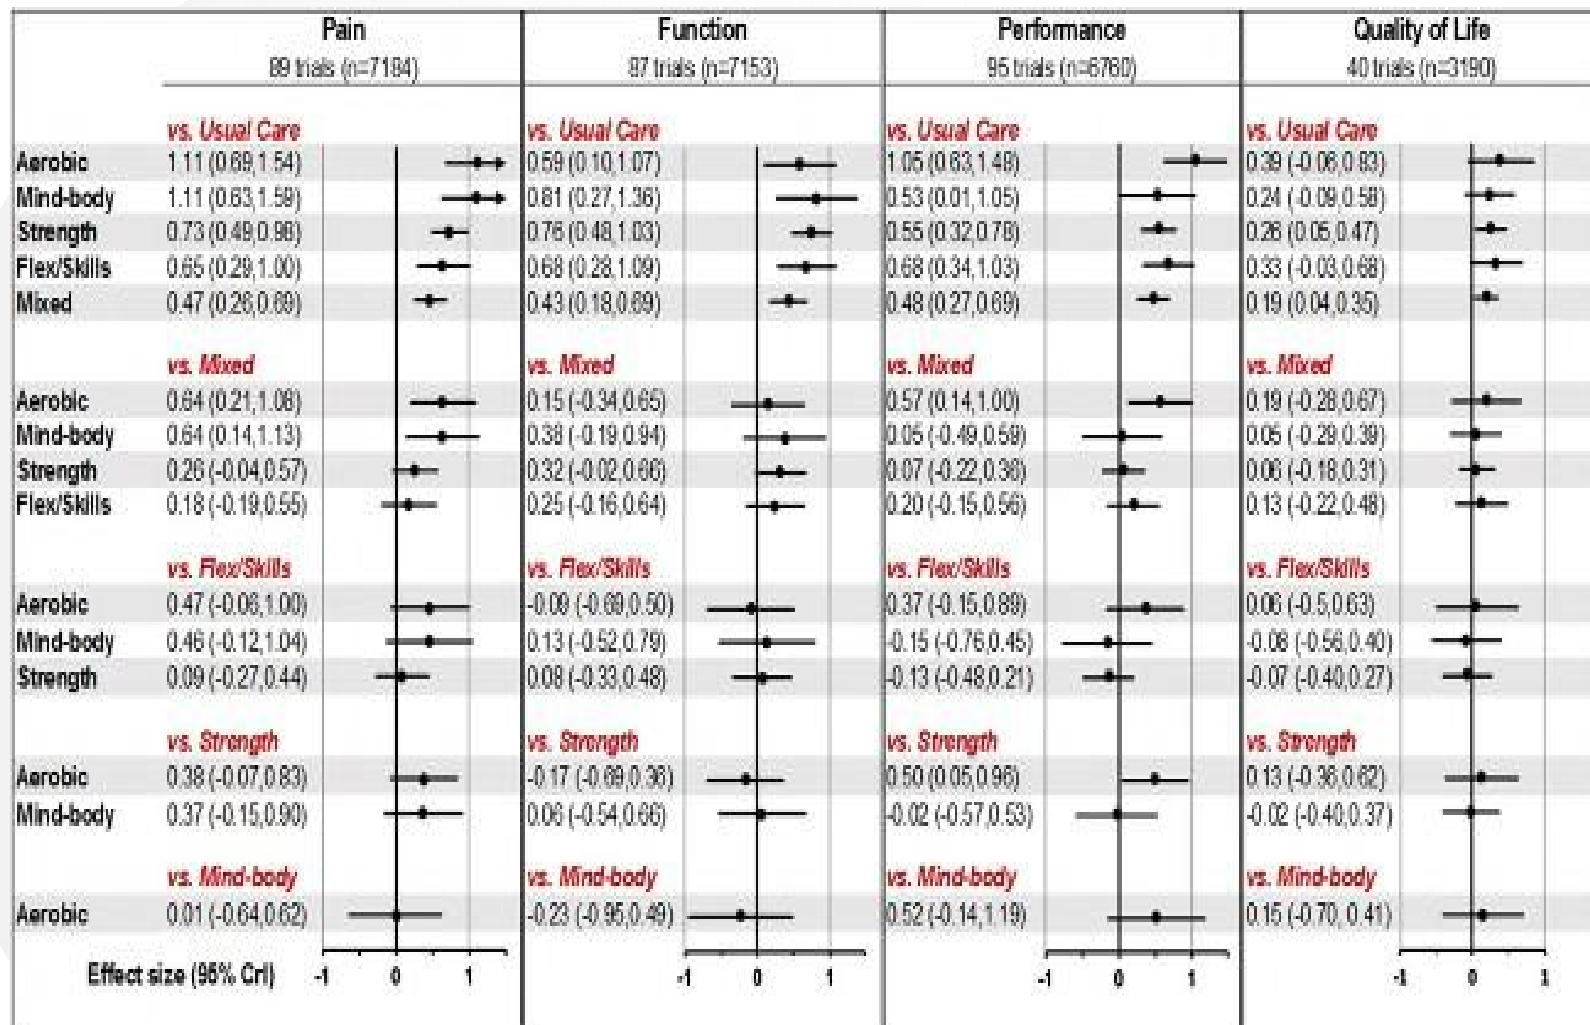 Pain Function Performance Quality of Life
89 trials (n=7184) 87 trials (n=7153) 95 trials (n=6760) 40 trials (n=3190)
vs. Usual Care vs. Usual Care vs. Usual Care vs. Usual Care
Aerobic 1.11 (0.69,1.54) 0.59 (0.10,1.07) 1.05 (0.63,1.48) 0.39 (-0.06,0.83)
Mind-body 1.11 (0.63,1.59) 0.81 (0.27,1.36) 0.53 (0.01,1.05) 0.24 (-0.09,0.58)
Strength 0.73 (0.49,0.98) 0.76 (0.48,1.03) 0.55 (0.32,0.78) 0.26 (0.05,0.47)
Flex/Skills 0.65 (0.29,1.00) 0.68 (0.28,1.09) 0.68 (0.34,1.03) 0.33 (-0.03,0.68)
Mixed 0.47 (0.26,0.69) 0.43 (0.18,0.69) 0.48 (0.27,0.69) 0.19 (0.04,0.35)
vs. Mixed vs. Mixed vs. Mixed vs. Mixed
Aerobic 0.64 (0.21,1.08) 0.15 (-0.34,0.65) 0.57 (0.14,1.00) 0.19 (-0.28,0.67)
Mind-body 0.64 (0.14,1.13) 0.38 (-0.19,0.94) 0.05 (-0.49,0.59) 0.05 (-0.29,0.39)
Strength 0.26 (-0.04,0.57) 0.32 (-0.02,0.66) 0.07 (-0.22,0.36) 0.06 (-0.18,0.31)
Flex/Skills 0.18 (-0.19,0.55) 0.25 (-0.16,0.64) 0.20 (-0.15,0.56) 0.13 (-0.22,0.48)
vs. Flex/Skills vs. Flex/Skills vs. Flex/Skills vs. Flex/Skills
Aerobic 0.47 (-0.06,1.00) -0.09 (-0.69,0.50) 0.37 (-0.15,0.89) 0.06 (-0.5,0.63)
Mind-body 0.46 (-0.12,1.04) 0.13 (-0.52,0.79) -0.15 (-0.76,0.45) -0.08 (-0.56,0.40)
Strength 0.09 (-0.27,0.44) 0.08 (-0.33,0.48) -0.13 (-0.48,0.21) -0.07 (-0.40,0.27)
vs. Strength vs. Strength vs. Strength vs. Strength
Aerobic 0.38 (-0.07,0.83) -0.17 (-0.69,0.36) 0.50 (0.05,0.96) 0.13 (-0.36,0.62)
Mind-body 0.37 (-0.15,0.90) 0.06 (-0.54,0.66) -0.02 (-0.57,0.53) -0.02 (-0.40,0.37)
vs. Mind-body vs. Mind-body vs. Mind-body vs. Mind-body
Aerobic 0.01 (-0.64,0.62) -0.23 (-0.95,0.49) 0.52 (-0.14,1.19) 0.15 (-0.70, 0.41)
Effect size (95% CrI) -1 0 1 -1 0 1 -1 0 1 -1 0 1